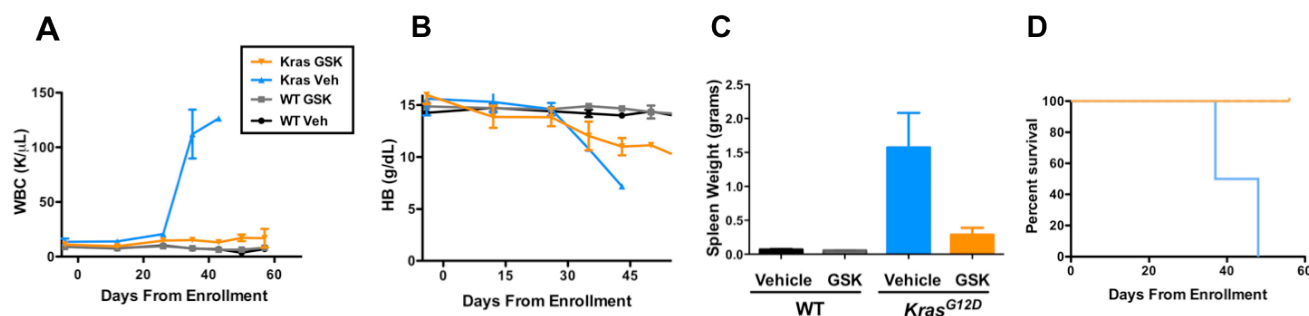 A
B
C
D
Kras GSK
Kras Veh
WT GSK
WT Veh
WBC (K/μL)
150
100
50
0
0 20 40 60
Days From Enrollment
HB (g/dL)
15
10
5
0
0 15 30 45
Days From Enrollment
Spleen Weight (grams)
2.5
2.0
1.5
1.0
0.5
0.0
Vehicle GSK Vehicle GSK
WT KrasG12D
Percent survival
100
80
60
40
20
0
0 20 40 60
Days From Enrollment